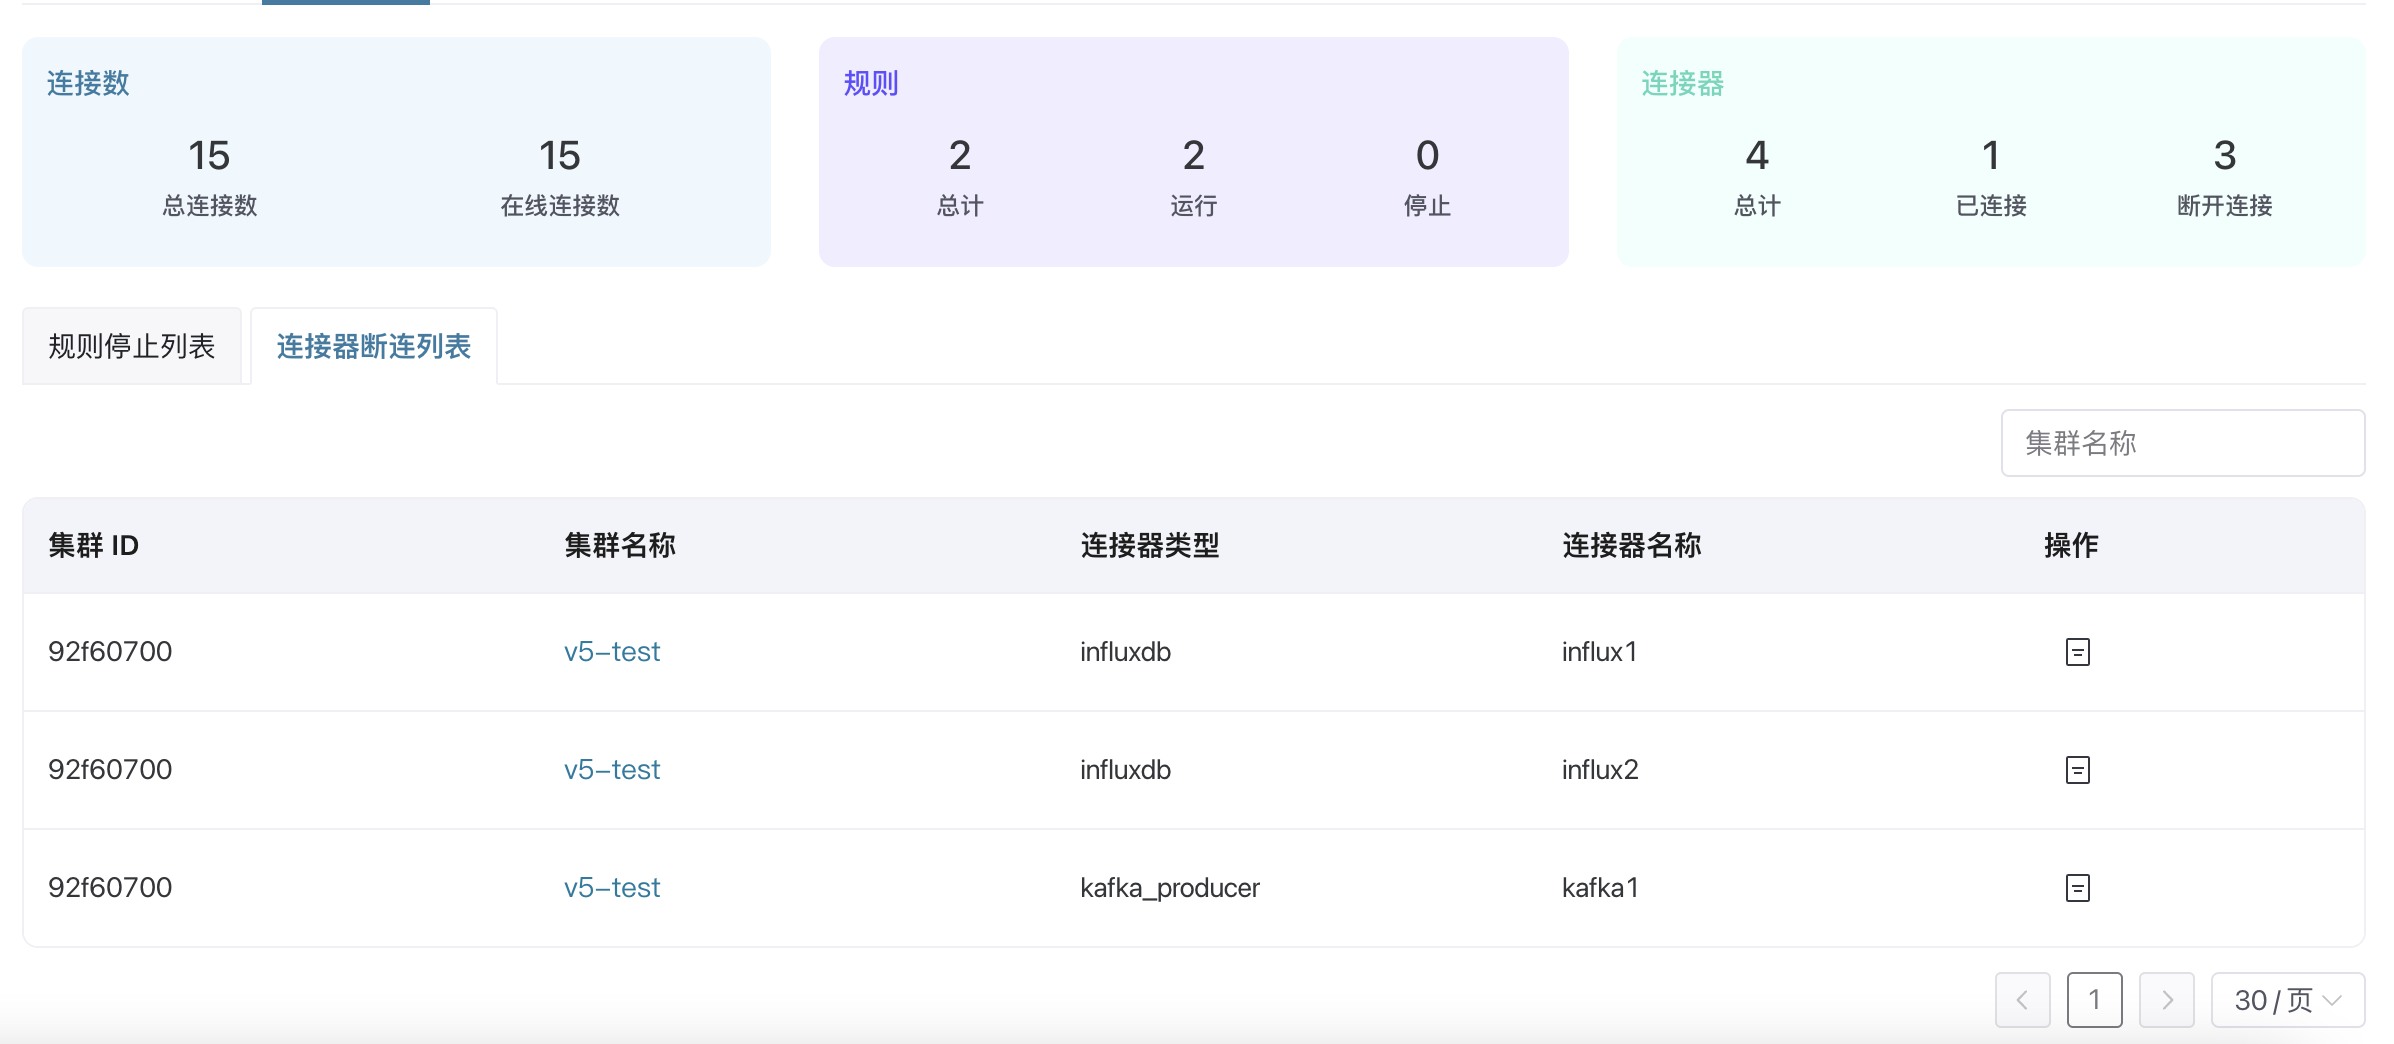 连接数
15 15
总连接数 在线连接数
规则
2 2 0
总计 运行 停止
连接器
4 1 3
总计 已连接 断开连接
规则停止列表 连接器断连列表
集群名称
集群 ID 集群名称 连接器类型 连接器名称 操作
92f60700 v5-test influxdb influx1
92f60700 v5-test influxdb influx2
92f60700 v5-test kafka_producer kafka1
1 30 / 页